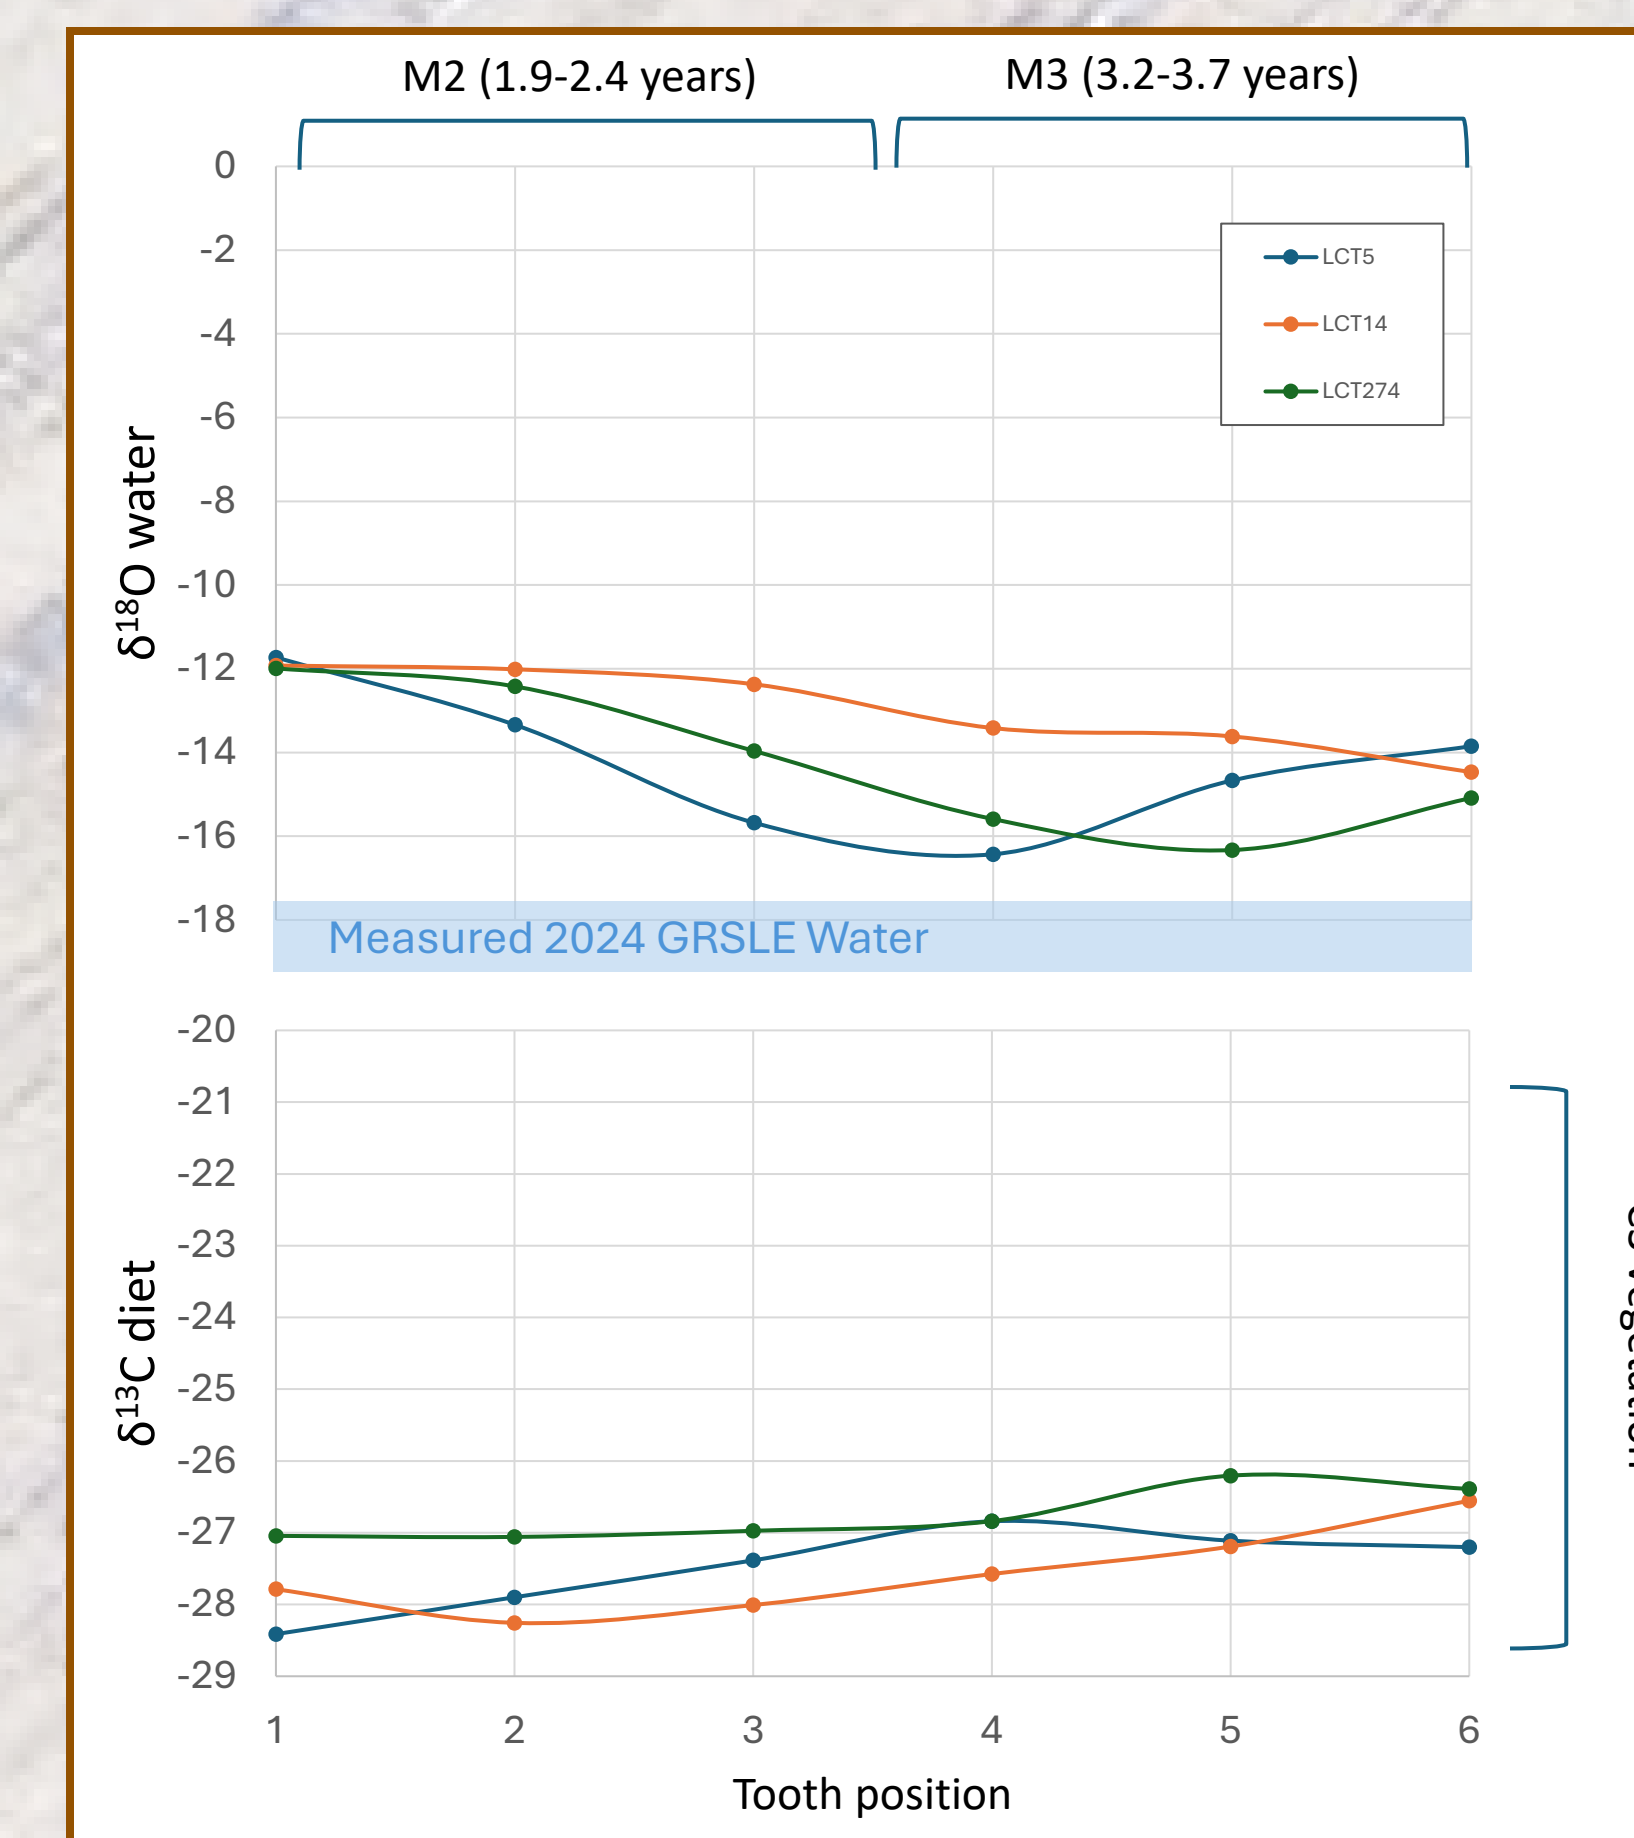 M2 (1.9-2.4 years)
M3 (3.2-3.7 years)
0
-2
-4
-6
-8
-10
-12
-14
-16
-18
δ¹⁸O water
LCT5
LCT14
LCT274
Measured 2024 GRSLE Water
-20
-21
-22
-23
-24
-25
-26
-27
-28
-29
δ¹³C diet
1 2 3 4 5 6
Tooth position